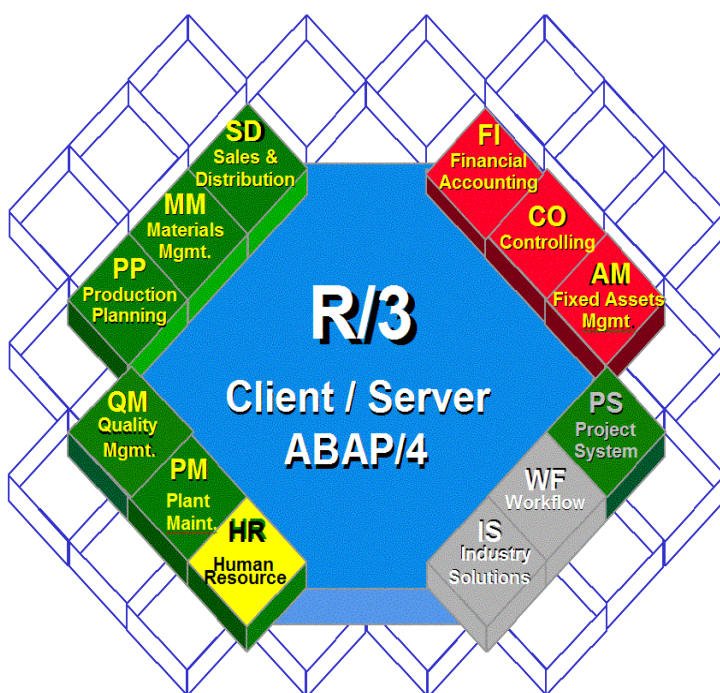 SD
Sales &
Distribution
MM
Materials
Mgmt.
PP
Production
Planning
FI
Financial
Accounting
CO
Controlling
AM
Fixed Assets
Mgmt.
R/3
Client / Server
ABAP/4
QM
Quality
Mgmt.
PM
Plant
Maint.
HR
Human
Resource
PS
Project
System
WF
Workflow
IS
Industry
Solutions